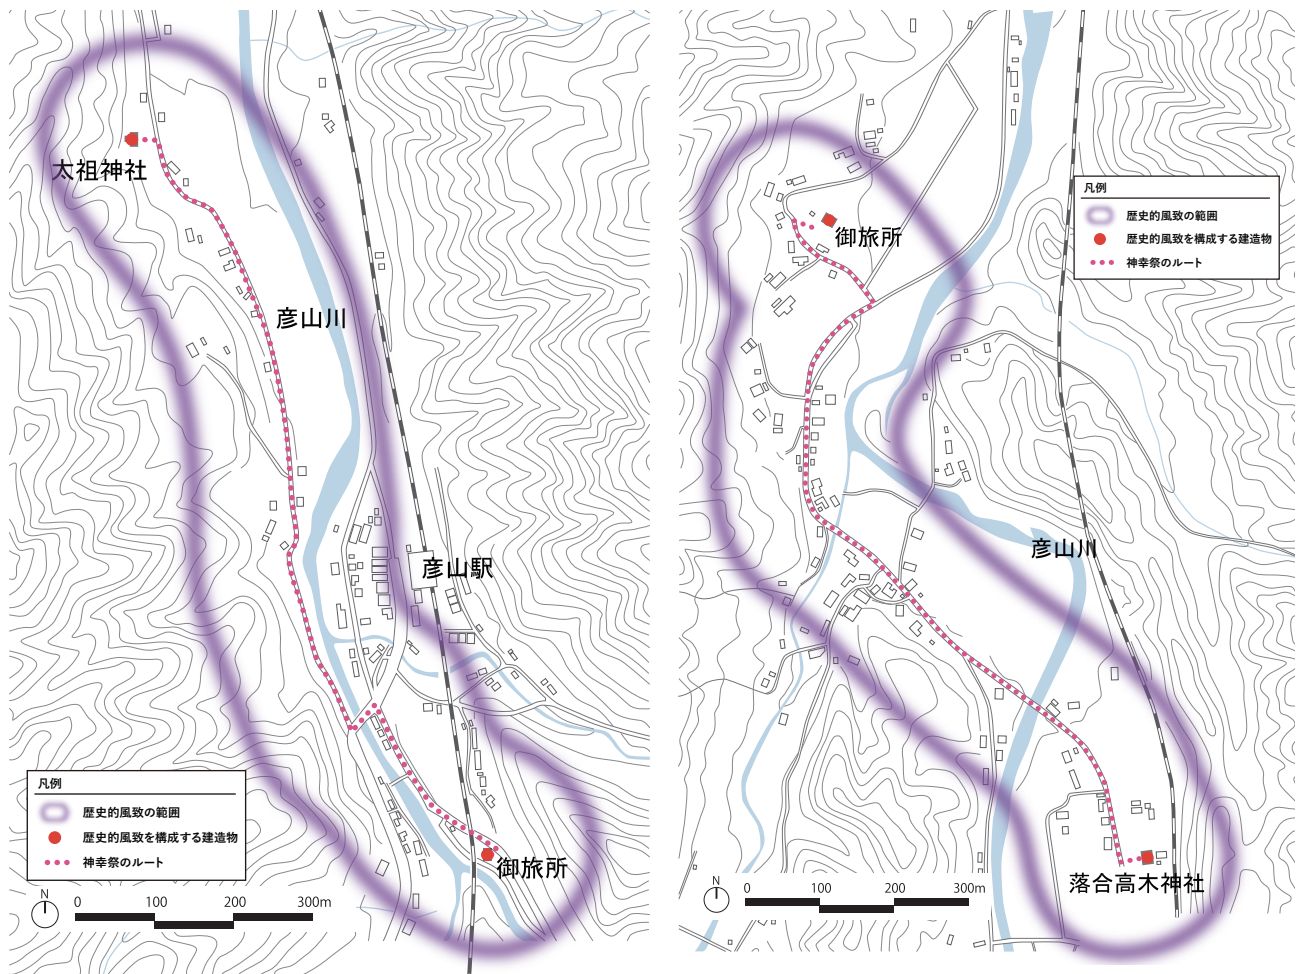 太祖神社
彦山川
彦山駅
御旅所
凡例
歴史的風致の範囲
歴史的風致を構成する建造物
神幸祭のルート
N
0 100 200 300m
御旅所
彦山川
落合高木神社
凡例
歴史的風致の範囲
歴史的風致を構成する建造物
神幸祭のルート
N
0 100 200 300m